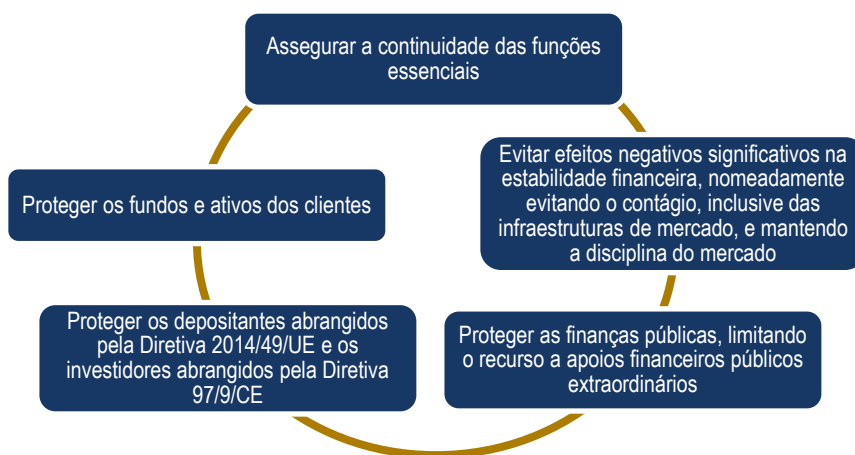 Assegurar a continuidade das funções
essenciais
Evitar efeitos negativos significativos na
estabilidade financeira, nomeadamente
evitando o contágio, inclusive das
infraestruturas de mercado, e mantendo
a disciplina do mercado
Proteger as finanças públicas, limitando
o recurso a apoios financeiros públicos
extraordinários
Proteger os depositantes abrangidos
pela Diretiva 2014/49/UE e os
investidores abrangidos pela Diretiva
97/9/CE
Proteger os fundos e ativos dos clientes